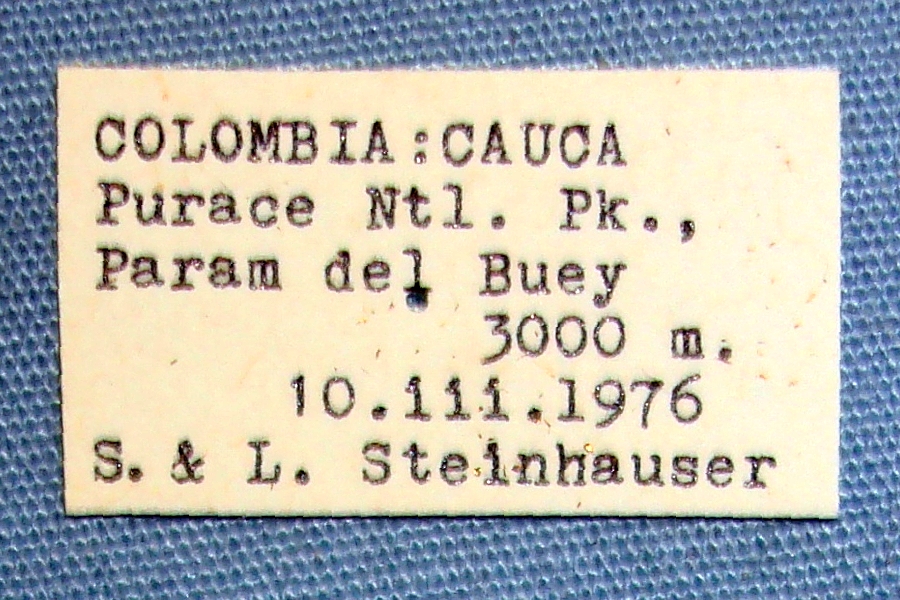 COLOMBIA:CAUCA
Purace Ntl. Pk.,
Param del Buey
3000 m.
10.iii.1976
S. & L. Steinhauser